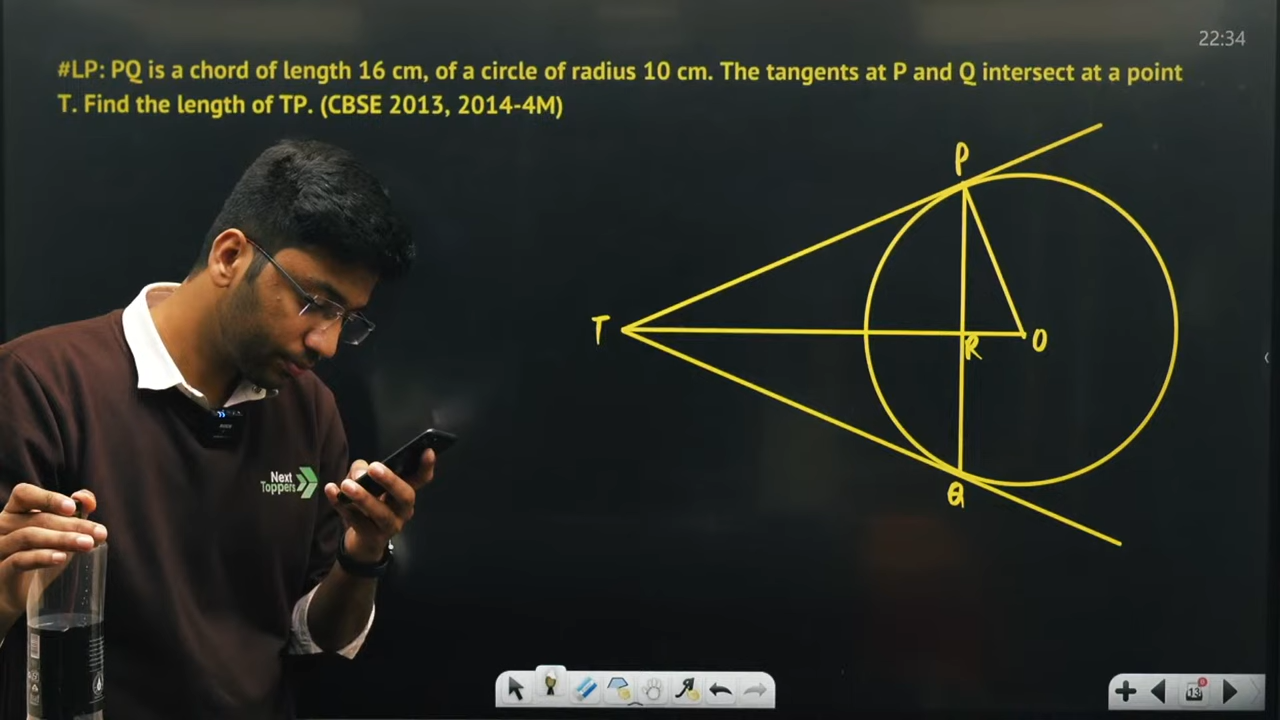 22:34
#LP: PQ is a chord of length 16 cm, of a circle of radius 10 cm. The tangents at P and Q intersect at a point
T. Find the length of TP. (CBSE 2013, 2014-4M)
P
T
R
O
Q
Next
Toppers
13